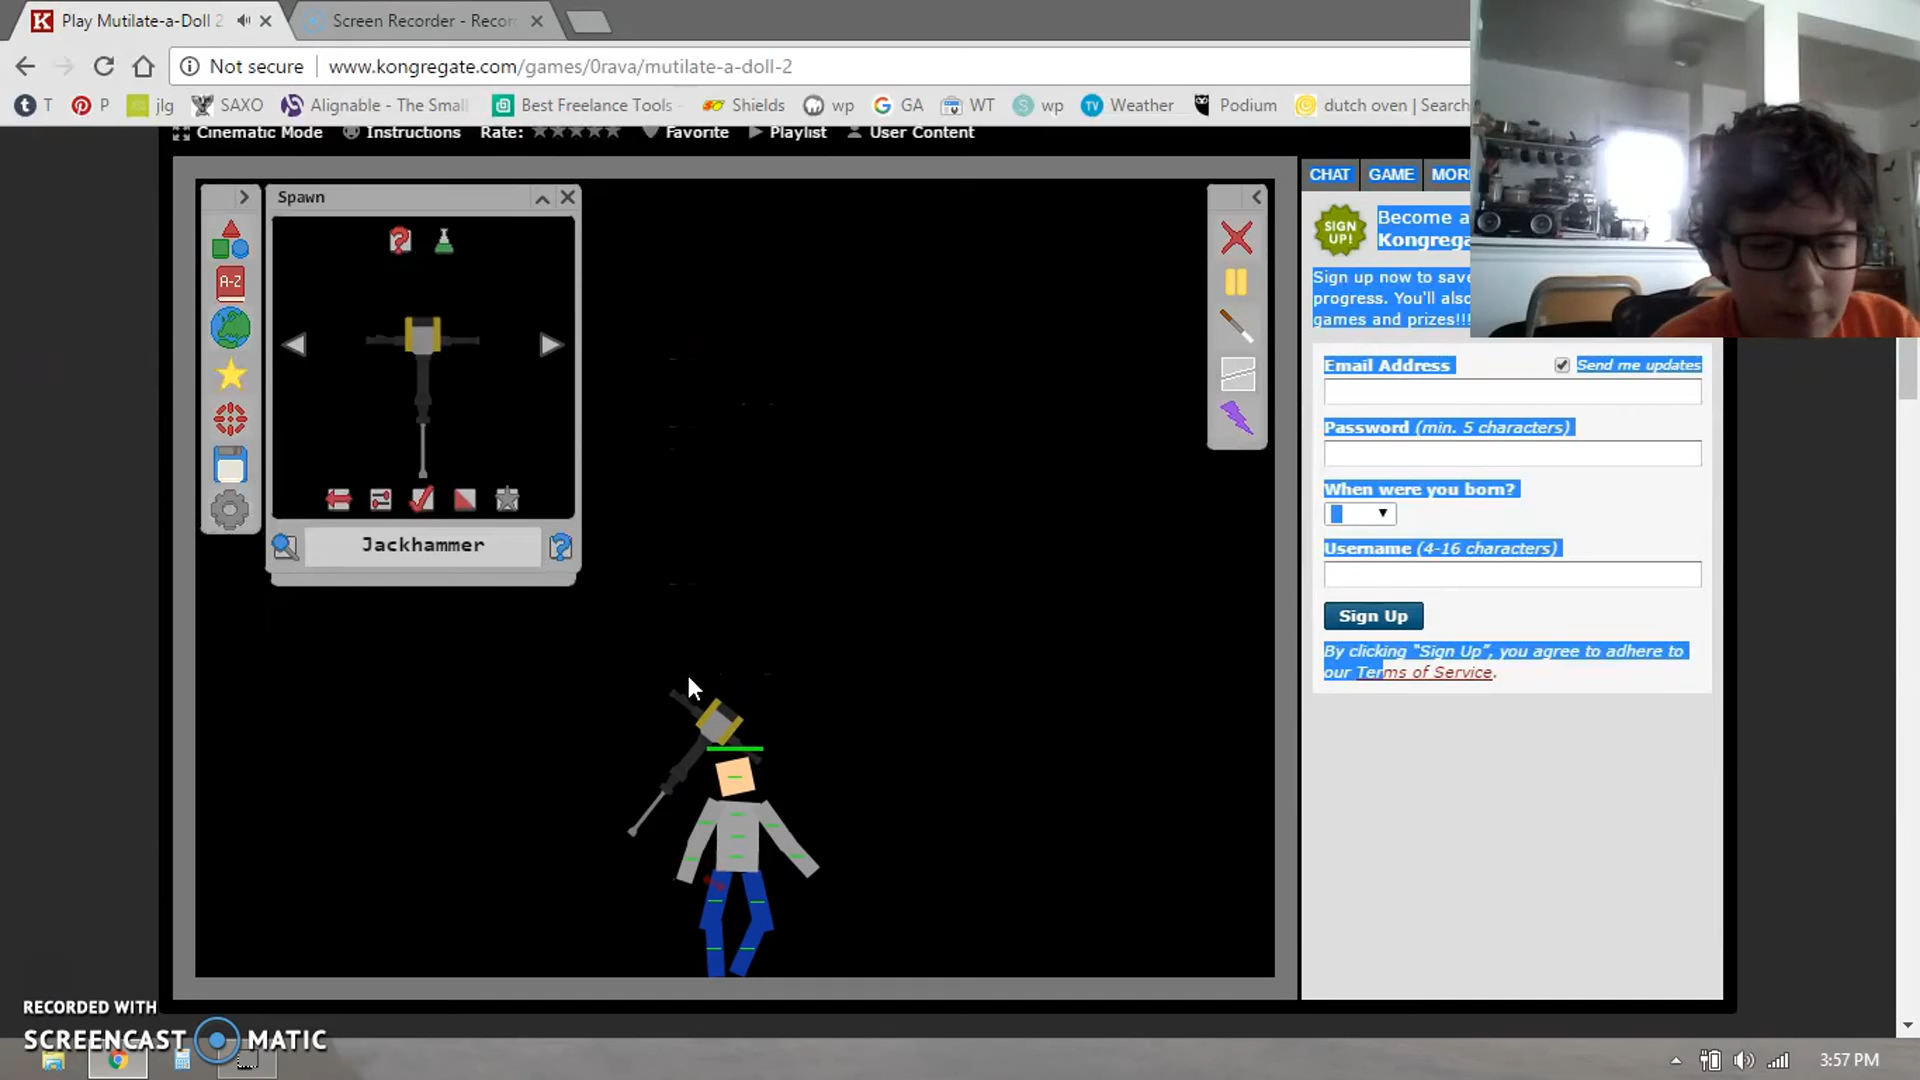 Play Mutilate-a-Doll 2
Screen Recorder - Recor
Not secure
www.kongregate.com/games/0rava/mutilate-a-doll-2
T
P
jlg
SAXO
Alignable - The Small
Best Freelance Tools
Shields
wp
GA
WT
wp
Weather
Podium
dutch oven | Search
Cinematic Mode
Instructions
Rate:
Favorite
Playlist
User Content
Spawn
A-Z
Jackhammer
CHAT
GAME
MOR
SIGN UP!
Become a
Kongrega
Sign up now to save
progress. You'll also
games and prizes!!!
Email Address
Send me updates
Password (min. 5 characters)
When were you born?
Username (4-16 characters)
Sign Up
By clicking "Sign Up", you agree to adhere to
our Terms of Service.
RECORDED WITH
SCREENCAST MATIC
3:57 PM